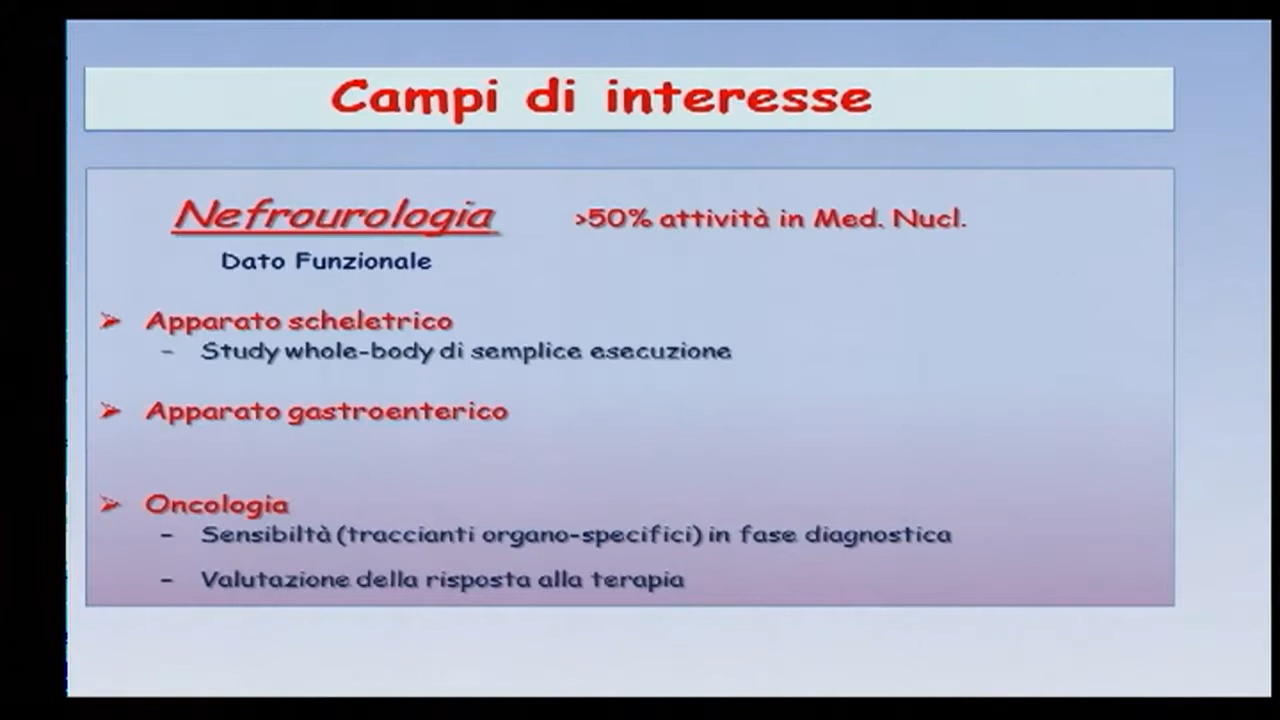 Campi di interesse
Nefrourologia >50% attività in Med. Nucl.
Dato Funzionale
➢ Apparato scheletrico
- Study whole-body di semplice esecuzione
➢ Apparato gastroenterico
➢ Oncologia
- Sensibiltà (traccianti organo-specifici) in fase diagnostica
- Valutazione della risposta alla terapia